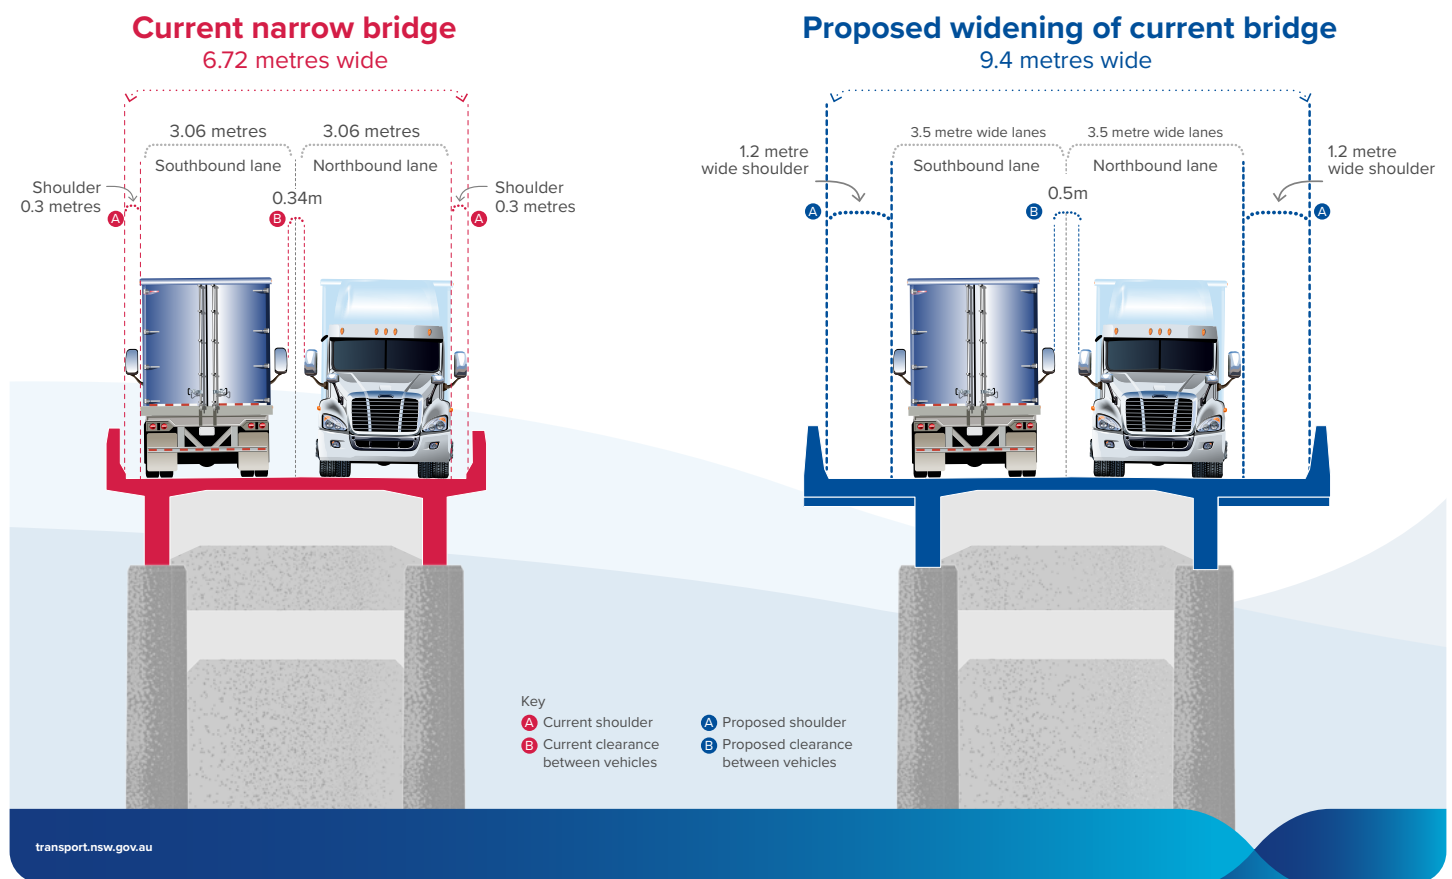 Current narrow bridge
6.72 metres wide
3.06 metres
3.06 metres
Southbound lane
Northbound lane
Shoulder
0.3 metres
A
0.34m
B
Shoulder
0.3 metres
A
Proposed widening of current bridge
9.4 metres wide
3.5 metre wide lanes
3.5 metre wide lanes
Southbound lane
Northbound lane
1.2 metre
wide shoulder
A
0.5m
B
1.2 metre
wide shoulder
A
Key
A Current shoulder
B Current clearance
between vehicles
A Proposed shoulder
B Proposed clearance
between vehicles
transport.nsw.gov.au